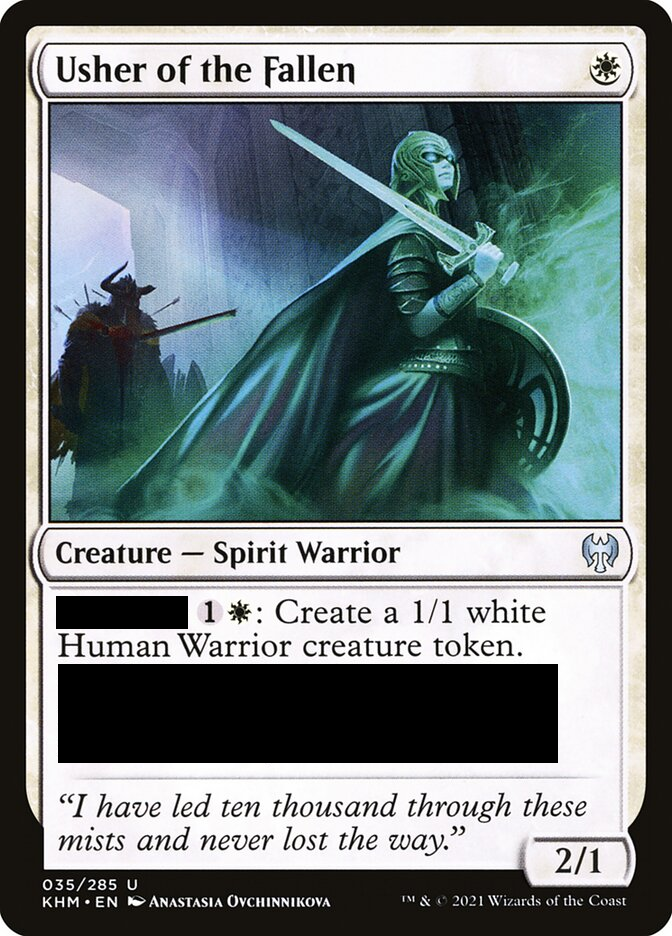 Usher of the Fallen
Creature — Spirit Warrior
1 : Create a 1/1 white
Human Warrior creature token.
“I have led ten thousand through these
mists and never lost the way.”
2/1
035/285 U
KHM • EN Anastasia Ovchinnikova
™ & © 2021 Wizards of the Coast